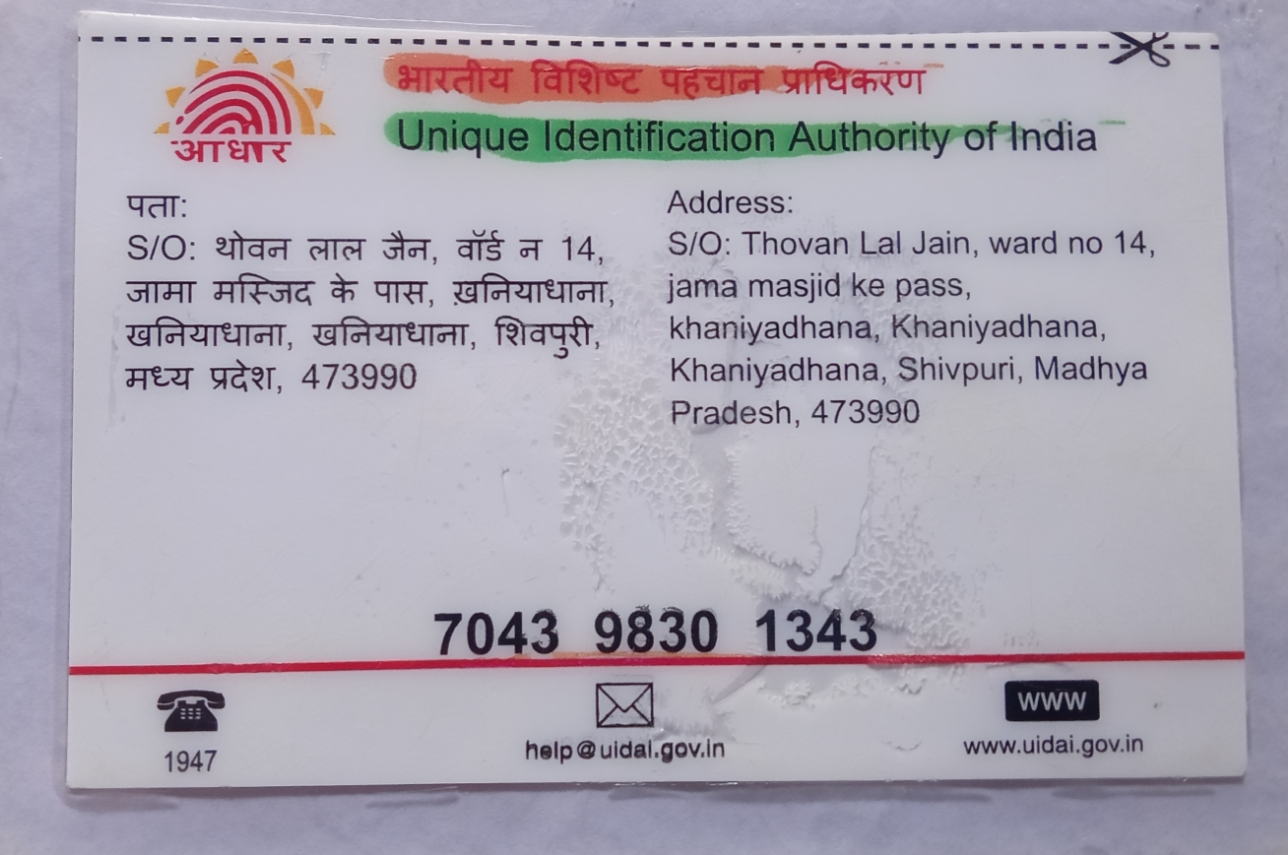 भारतीय विशिष्ट पहचान प्राधिकरण
Unique Identification Authority of India
आधार
पता:
S/O: थोवन लाल जैन, वॉर्ड न 14,
जामा मस्जिद के पास, ख़नियाधाना,
खनियाधाना, खनियाधाना, शिवपुरी,
मध्य प्रदेश, 473990
Address:
S/O: Thovan Lal Jain, ward no 14,
jama masjid ke pass,
khaniyadhana, Khaniyadhana,
Khaniyadhana, Shivpuri, Madhya
Pradesh, 473990
7043 9830 1343
1947
help@uidai.gov.in
www
www.uidai.gov.in